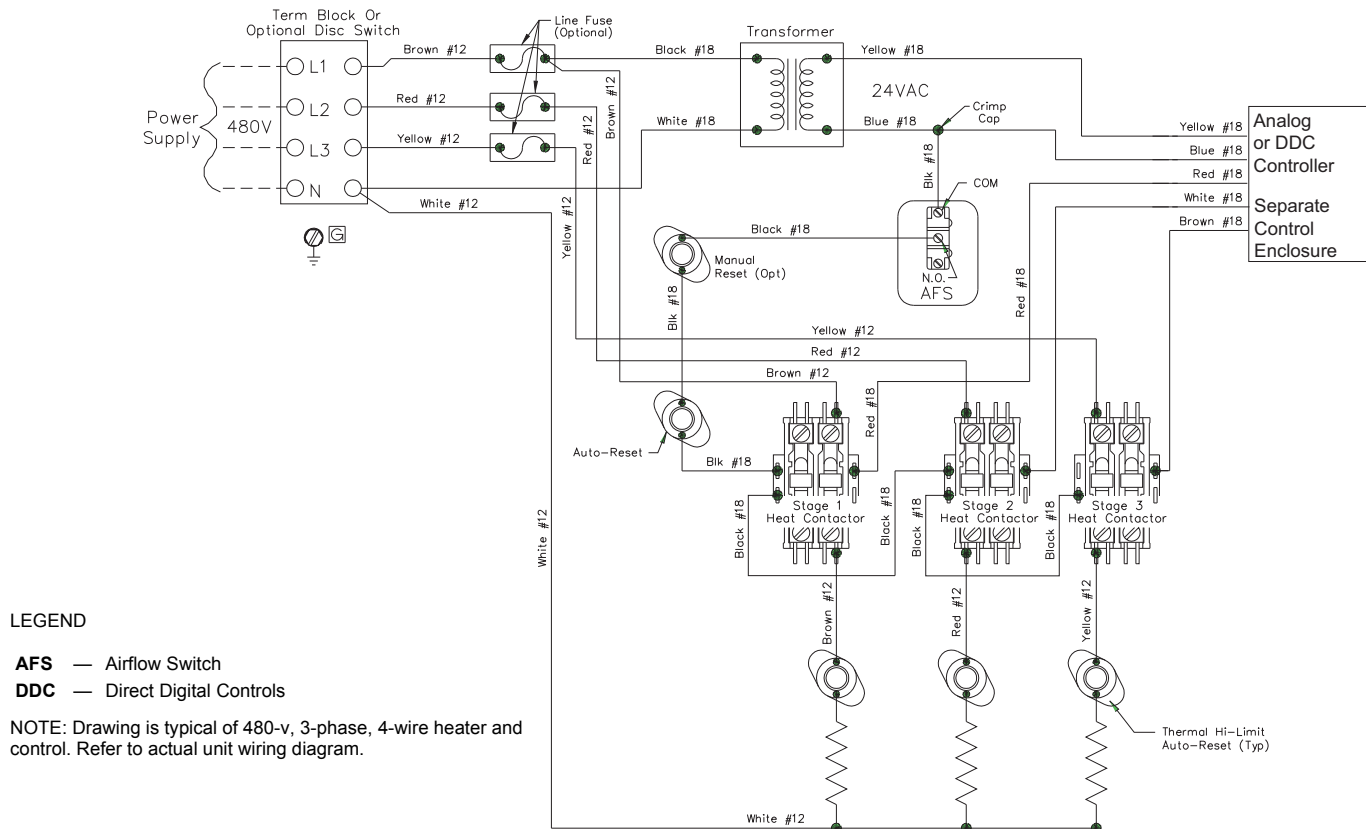 Term Block Or
Optional Disc Switch
Line Fuse
(Optional)
Transformer
Brown #12
Black #18
Yellow #18
L1
Power
Supply
480V
L2
Red #12
Red #12
Brown #12
24VAC
Crimp
Cap
L3
Yellow #12
White #18
Blue #18
Yellow #18
Blue #18
Red #18
White #18
Brown #18
Analog
or DDC
Controller
Separate
Control
Enclosure
N
White #12
Yellow #12
Blk #18
COM
G
Black #18
Manual
Reset (Opt)
N.O.
AFS
Red #18
Blk #18
Yellow #12
Red #12
Brown #12
Red #18
Auto-Reset
Blk #18
Black #18
Stage 1
Heat Contactor
Black #18
Stage 2
Heat Contactor
Black #18
Stage 3
Heat Contactor
White #12
Brown #12
Red #12
Yellow #12
LEGEND
AFS — Airflow Switch
DDC — Direct Digital Controls
NOTE: Drawing is typical of 480-v, 3-phase, 4-wire heater and
control. Refer to actual unit wiring diagram.
Thermal Hi-Limit
Auto-Reset (Typ)
White #12